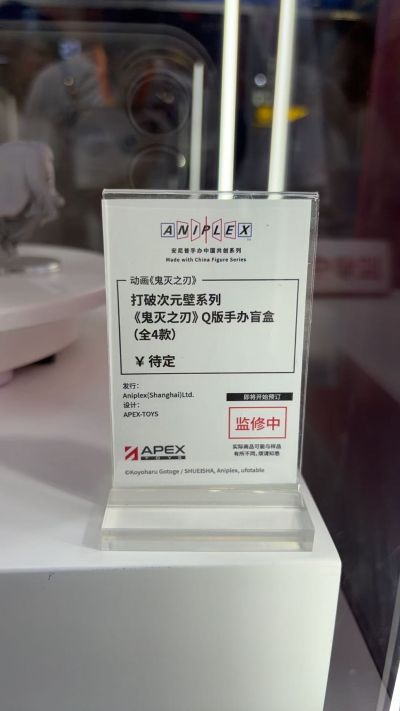 ANIPLEX
安尼普手办中国共创系列
Made with China Figure Series
动画《鬼灭之刃》
打破次元壁系列
《鬼灭之刃》Q版手办盲盒
（全4款）
￥待定
发行：
Aniplex(Shanghai)Ltd.
设计：
APEX-TOYS
即将开始预订
监修中
APEX
TOYS
实际商品可能与样品
有所不同，烦请知悉
©Koyoharu Gotoge / SHUEISHA, Aniplex, ufotable